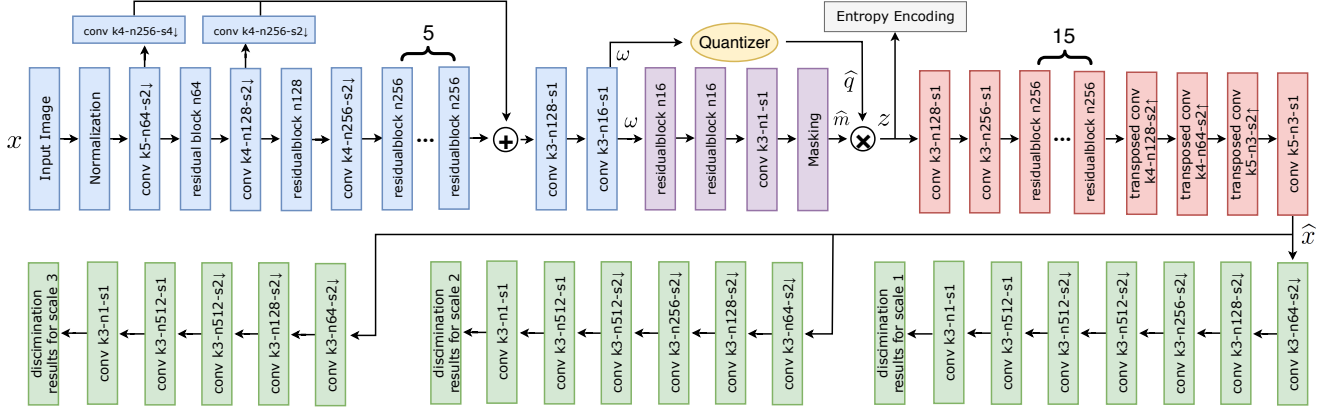 conv k4-n256-s4↓
conv k4-n256-s2↓
5
Entropy Encoding
15
ω
Quantizer
q̂
x
Input Image
Normalization
conv k5-n64-s2↓
residual block n64
conv k4-n128-s2↓
residualblock n128
conv k4-n256-s2↓
residualblock n256
...
residualblock n256
+
conv k3-n128-s1
conv k3-n16-s1
ω
residualblock n16
residualblock n16
conv k3-n1-s1
Masking
m̂
×
z
conv k3-n128-s1
conv k3-n256-s1
residualblock n256
...
residualblock n256
transposed conv
k4-n128-s2↑
transposed conv
k4-n64-s2↑
transposed conv
k5-n3-s2↑
conv k5-n3-s1
x̂
discimination
results for scale 3
conv k3-n1-s1
conv k3-n512-s1
conv k3-n512-s2↓
conv k3-n128-s2↓
conv k3-n64-s2↓
discrimination
results for scale 2
conv k3-n1-s1
conv k3-n512-s1
conv k3-n512-s2↓
conv k3-n256-s2↓
conv k3-n128-s2↓
conv k3-n64-s2↓
discrimination
results for scale 1
conv k3-n1-s1
conv k3-n512-s1
conv k3-n512-s2↓
conv k3-n512-s2↓
conv k3-n256-s2↓
conv k3-n128-s2↓
conv k3-n64-s2↓